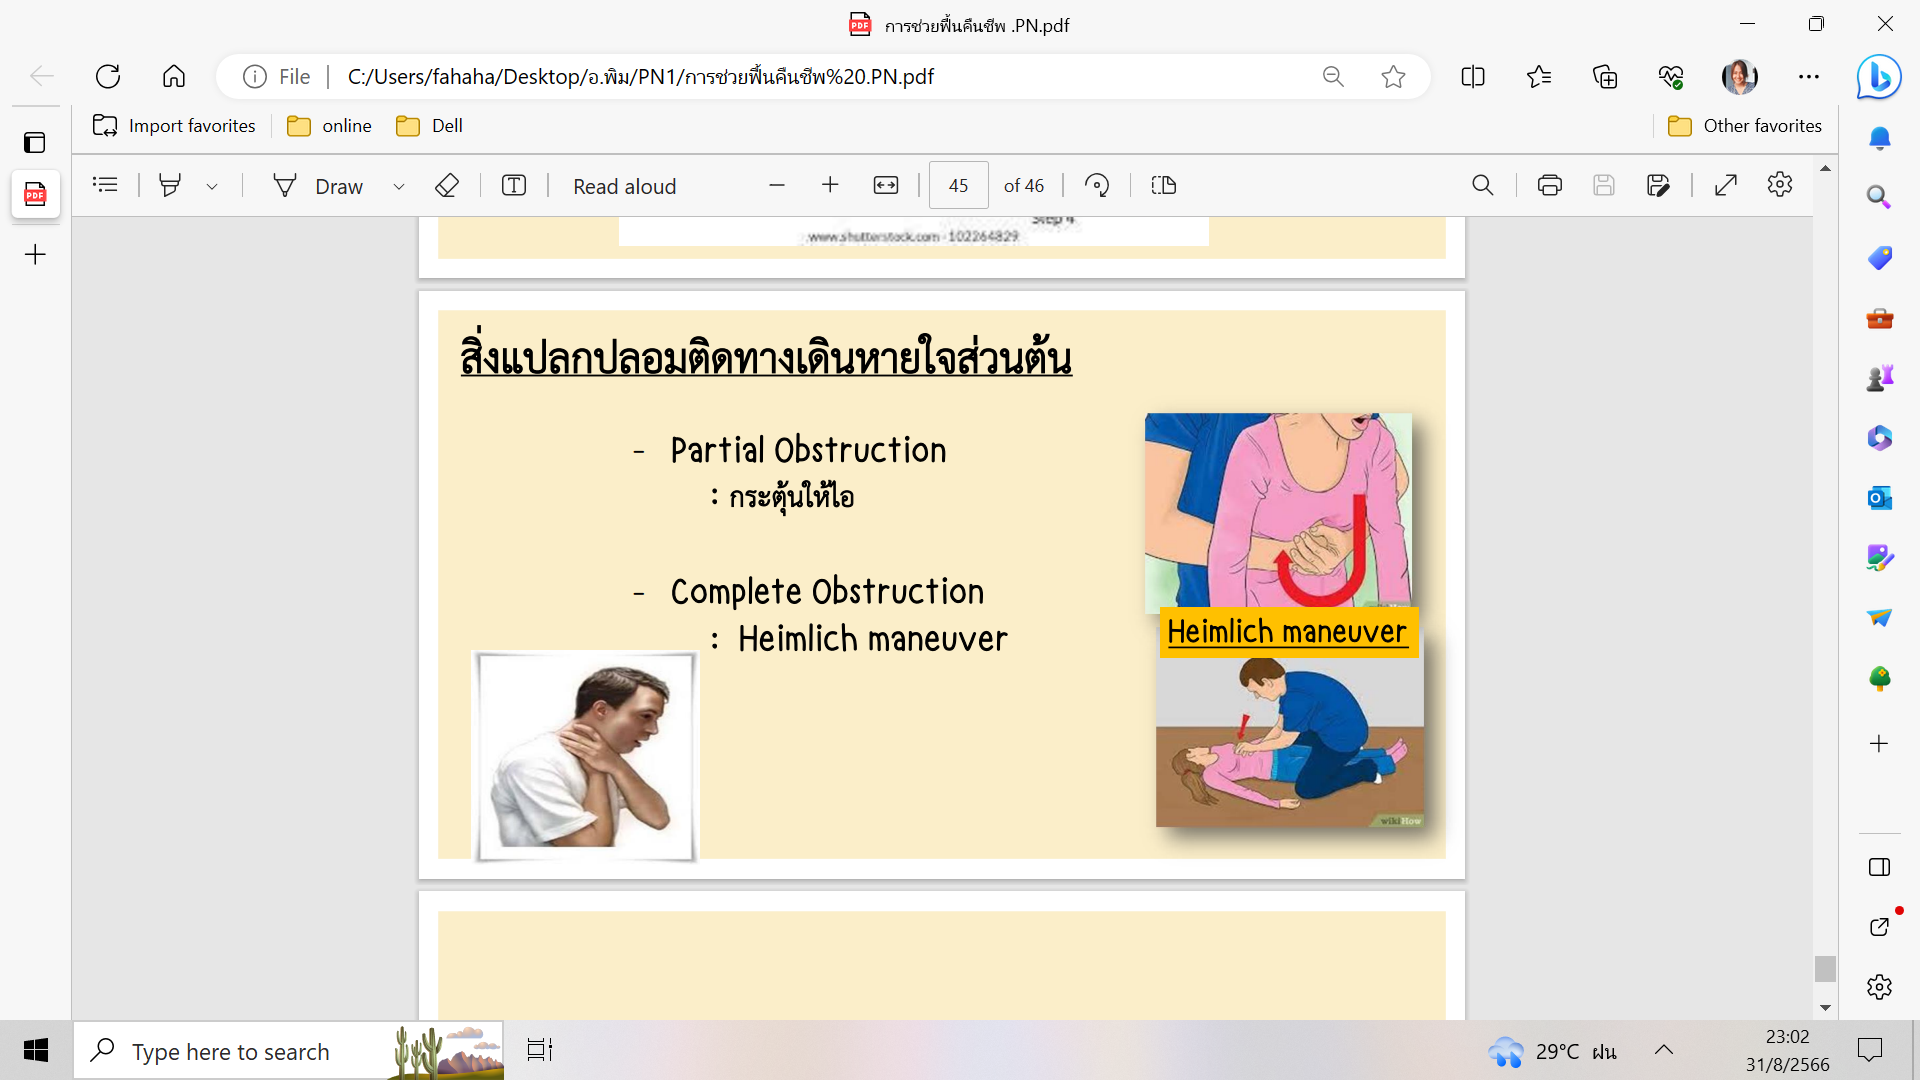 การช่วยฟื้นคืนชีพ .PN.pdf
File
C:/Users/fahaha/Desktop/อ.พิม/PN1/การช่วยฟื้นคืนชีพ%20.PN.pdf
Import favorites
online
Dell
Other favorites
Draw
Read aloud
45
of 46
Step 4
www.shutterstock.com · 102264829
สิ่งแปลกปลอมติดทางเดินหายใจส่วนต้น
- Partial Obstruction
: กระตุ้นให้ไอ
- Complete Obstruction
: Heimlich maneuver
Heimlich maneuver
wikiHow
Type here to search
29°C ฝน
23:02
31/8/2566